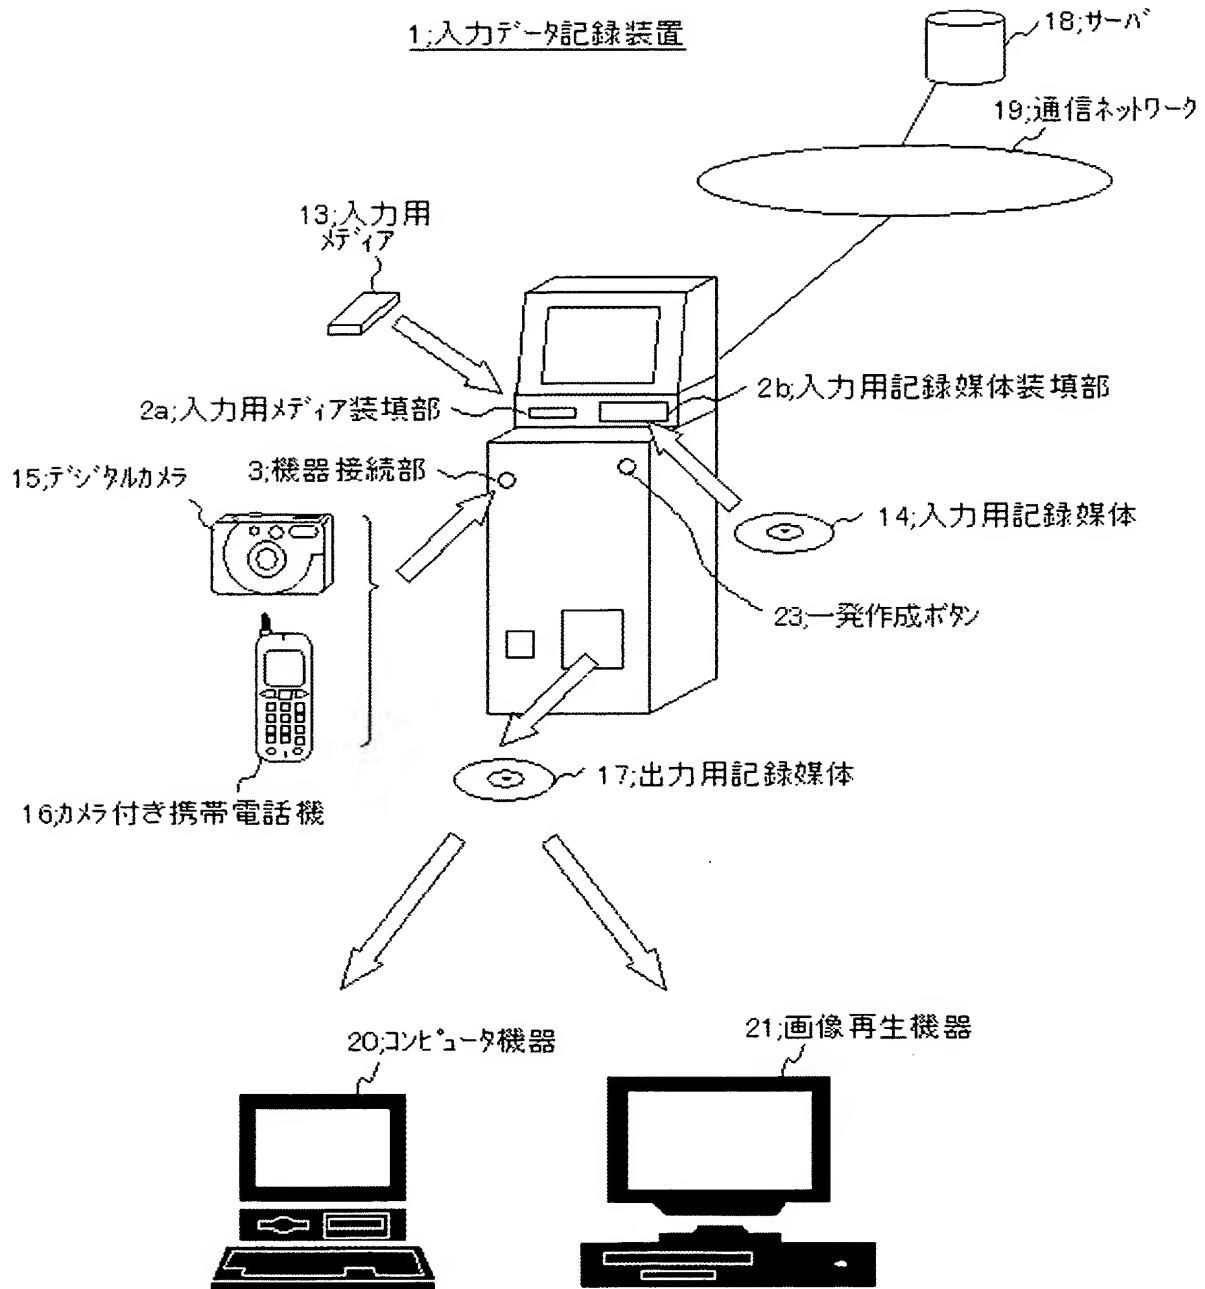 1;入力データ記録装置
18;サーバ
19;通信ネットワーク
13;入力用
メディア
2b;入力用記録媒体装填部
2a;入力用メディア装填部
3;機器接続部
15;デジタルカメラ
14;入力用記録媒体
23;一発作成ボタン
17;出力用記録媒体
16;カメラ付き携帯電話機
21;画像再生機器
20;コンピュータ機器